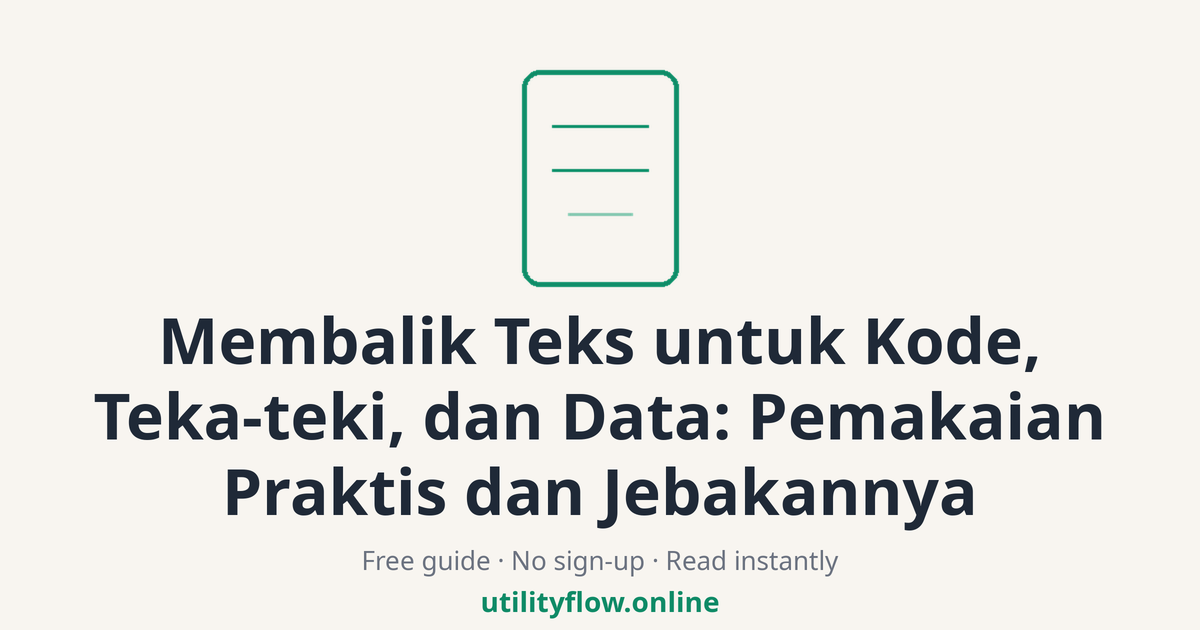 Membalik Teks untuk Kode,
Teka-teki, dan Data: Pemakaian
Praktis dan Jebakannya
Free guide · No sign-up · Read instantly
utilityflow.online